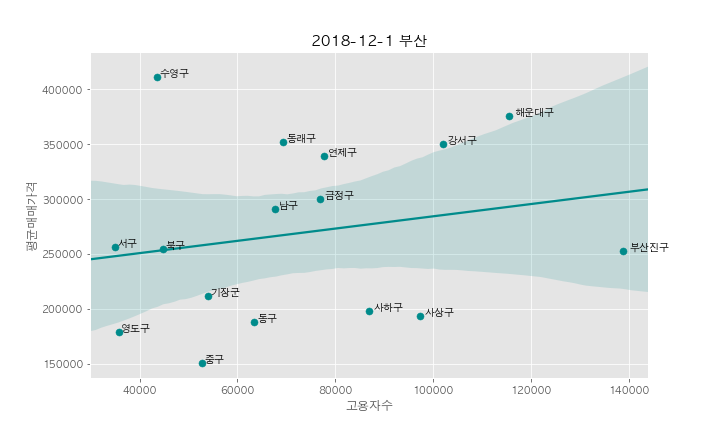 2018-12-1 부산
평균매매가격
400000
350000
300000
250000
200000
150000
수영구
해운대구
동래구
강서구
연제구
금정구
남구
서구
북구
부산진구
기장군
사하구
사상구
동구
영도구
중구
40000
60000
80000
100000
120000
140000
고용자수